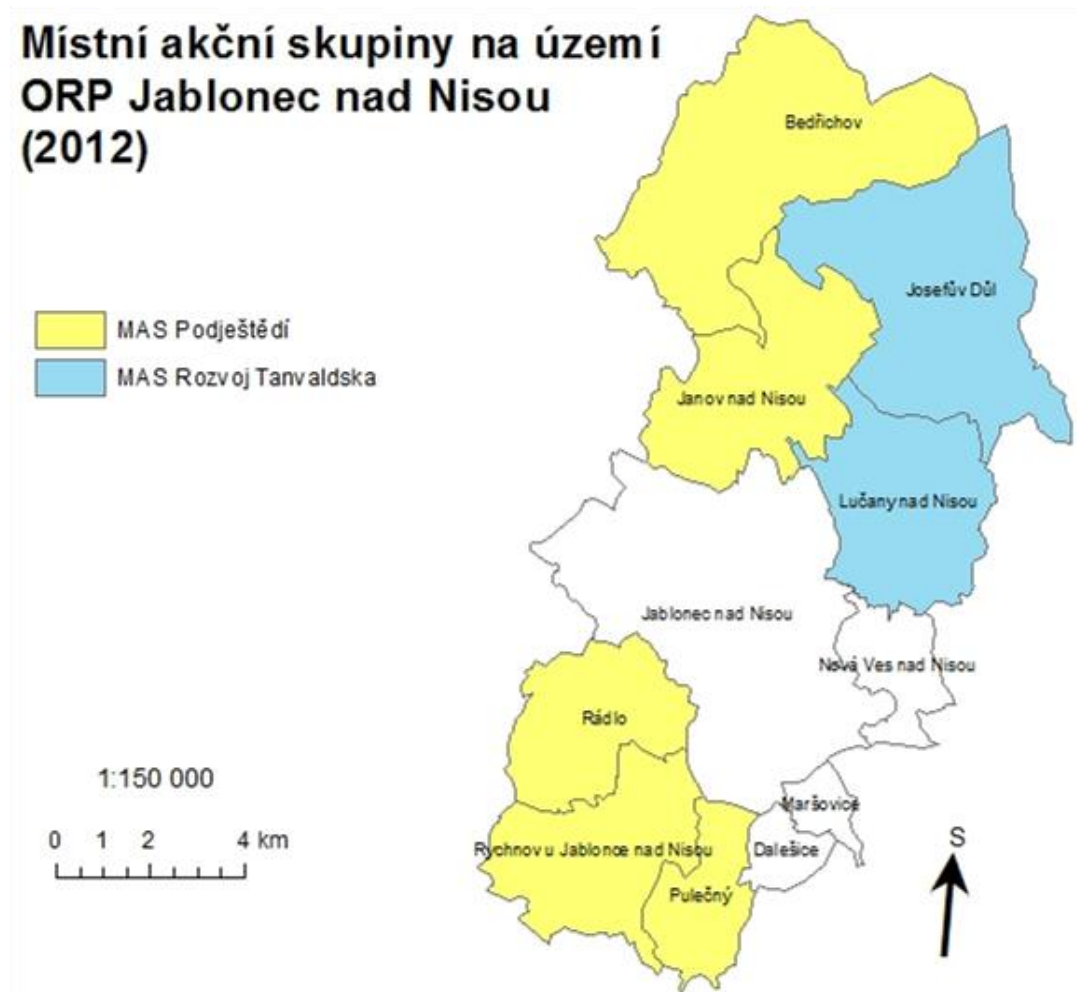 Místní akční skupiny na území
ORP Jablonec nad Nisou
(2012)
Bedřichov
Josefův Důl
MAS Podještědí
MAS Rozvoj Tanvaldska
Janov nad Nisou
Lučany nad Nisou
Jablonec nad Nisou
Nová Ves nad Nisou
Rádlo
1:150 000
Maršovice
0 1 2 4 km
Rychnov u Jablonce nad Nisou
Dalešice
S
Pulečný